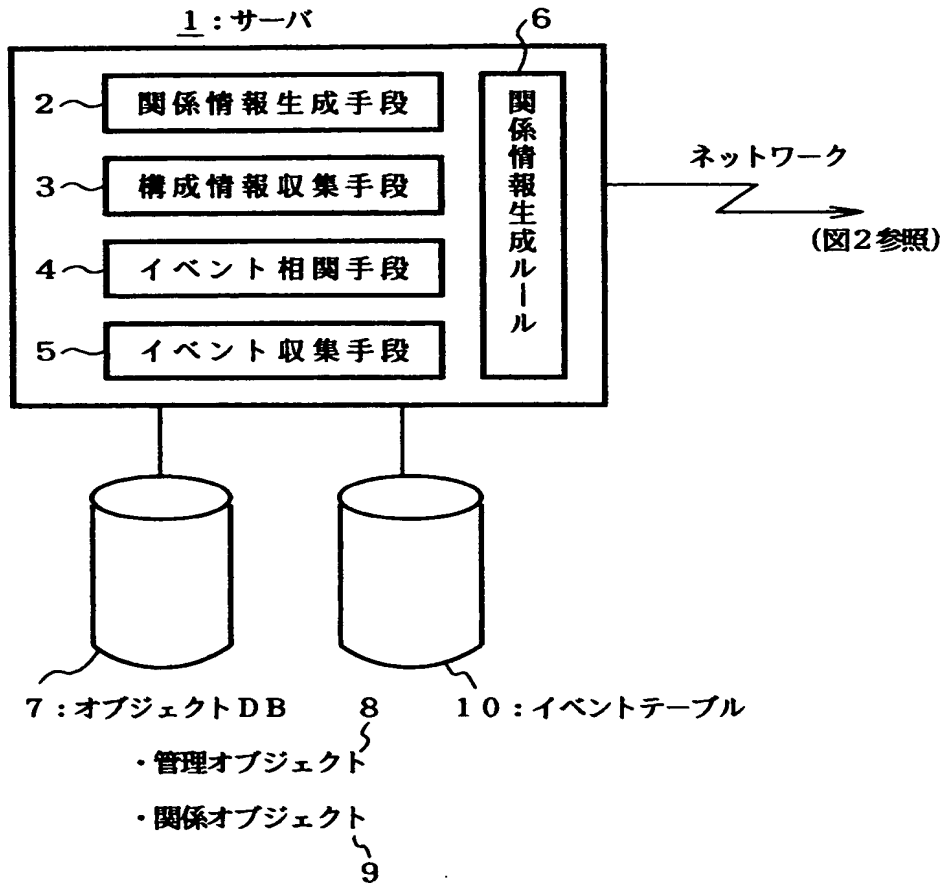 1:サーバ
6
2 関係情報生成手段
3 構成情報収集手段
4 イベント相関手段
5 イベント収集手段
関係情報生成ルール
ネットワーク
(図2参照)
7:オブジェクトDB
8
10:イベントテーブル
・管理オブジェクト
・関係オブジェクト
9